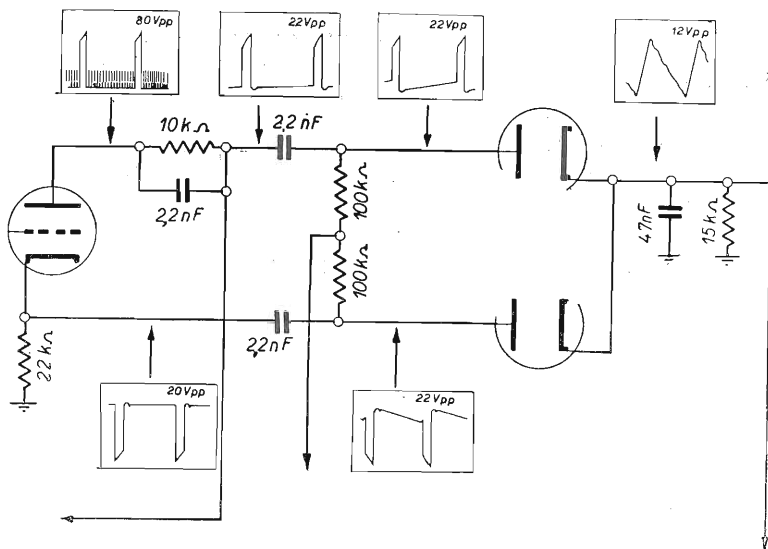 80Vpp
22Vpp
22Vpp
12Vpp
10kΩ
2,2nF
2,2nF
100kΩ
100kΩ
47nF
15kΩ
2,2nF
22kΩ
20Vpp
22Vpp